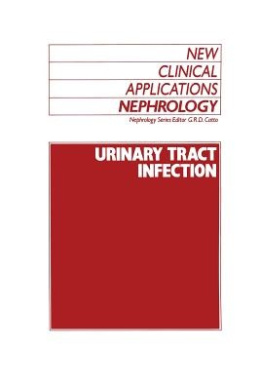 NEW
CLINICAL
APPLICATIONS
NEPHROLOGY
Nephrology Series Editor G.R.D. Catto
URINARY TRACT
INFECTION